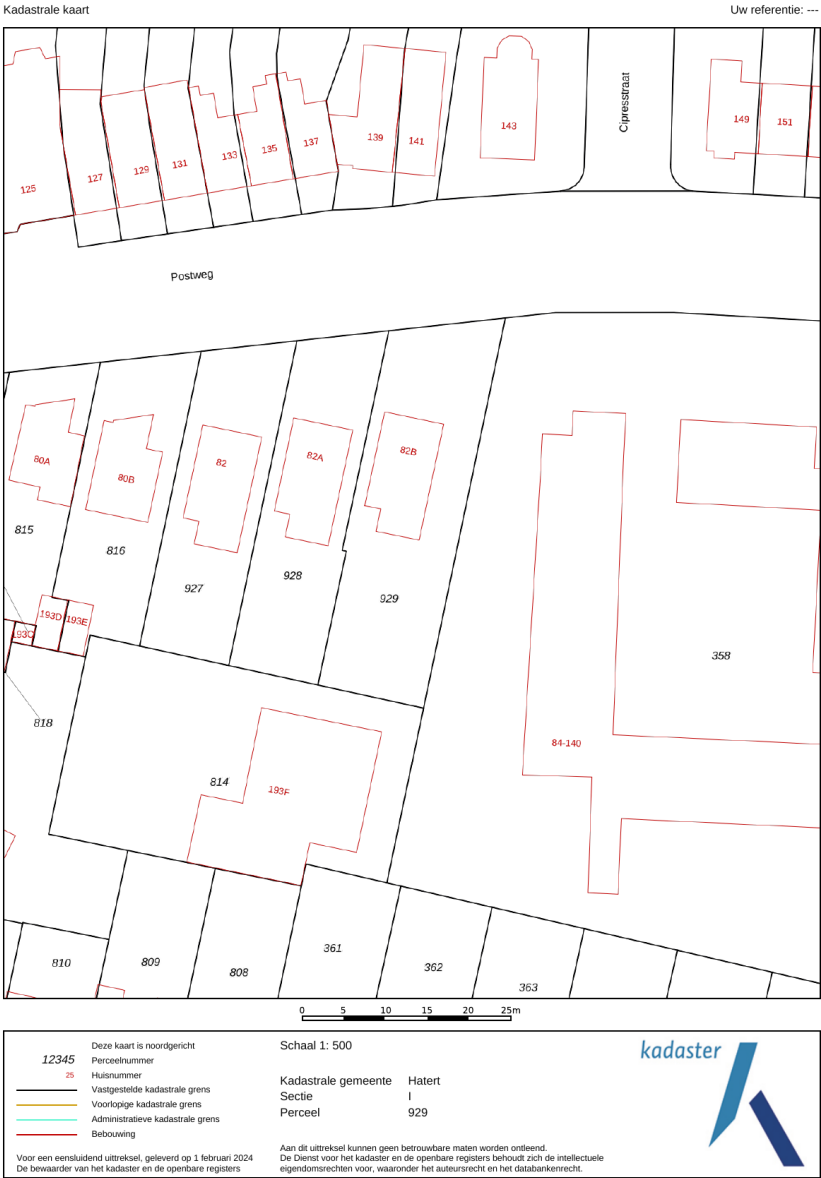 Kadastrale kaart
Uw referentie: ---
Cipresstraat
143
149
151
139
141
137
135
133
131
129
127
125
Postweg
80A
80B
82
82A
82B
815
816
927
928
929
193D
193E
193C
358
818
84-140
814
193F
810
809
808
361
362
363
0 5 10 15 20 25m
Deze kaart is noordgericht
12345 Perceelnummer
25 Huisnummer
Vastgestelde kadastrale grens
Voorlopige kadastrale grens
Administratieve kadastrale grens
Bebouwing
Voor een eensluidend uittreksel, geleverd op 1 februari 2024
De bewaarder van het kadaster en de openbare registers
Schaal 1: 500
Kadastrale gemeente Hatert
Sectie I
Perceel 929
Aan dit uittreksel kunnen geen betrouwbare maten worden ontleend.
De Dienst voor het kadaster en de openbare registers behoudt zich de intellectuele
eigendomsrechten voor, waaronder het auteursrecht en het databankenrecht.
kadaster